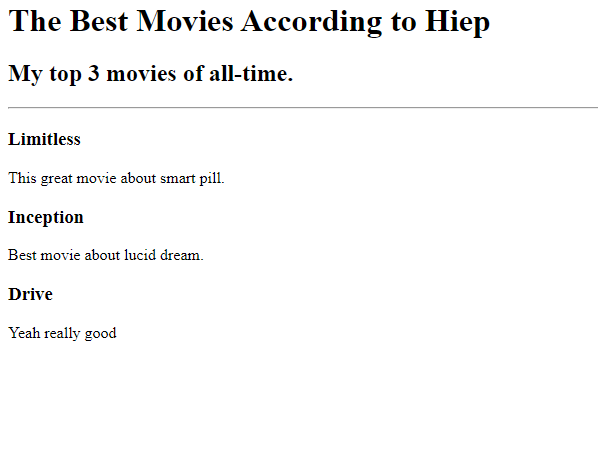 The Best Movies According to Hiep
My top 3 movies of all-time.
Limitless
This great movie about smart pill.
Inception
Best movie about lucid dream.
Drive
Yeah really good